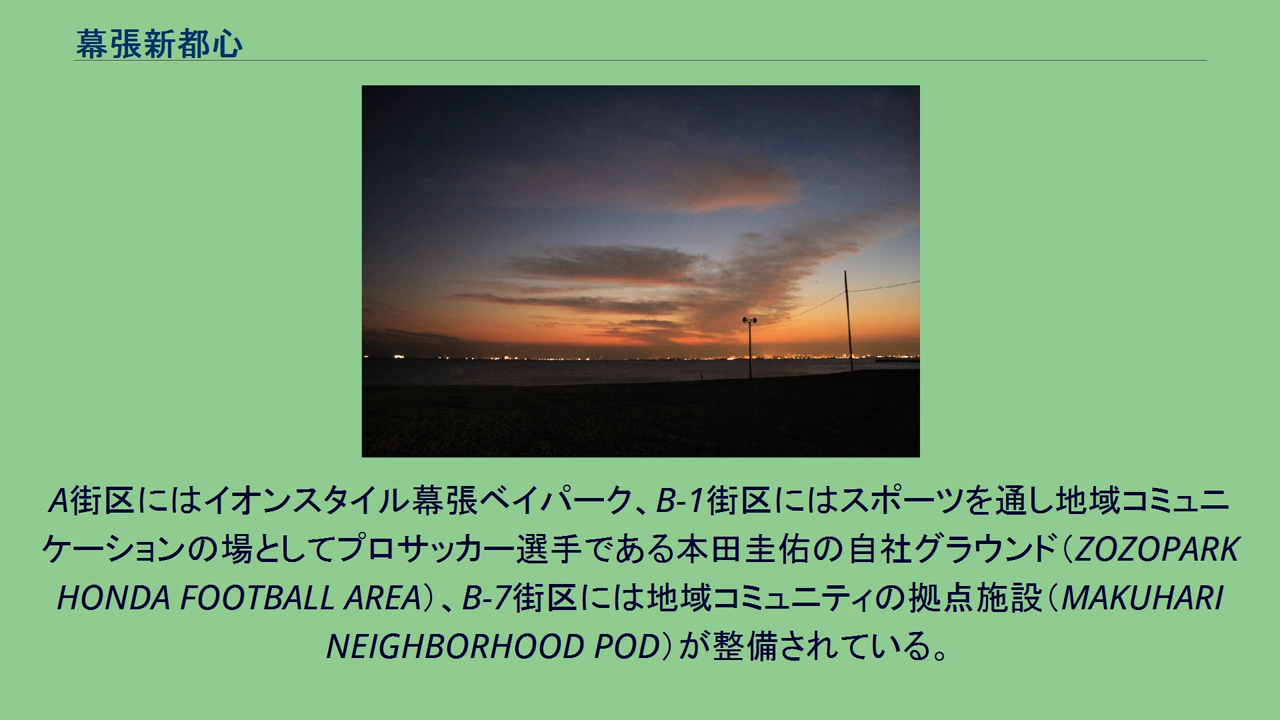 幕張新都心
A街区にはイオンスタイル幕張ベイパーク、B-1街区にはスポーツを通し地域コミュニ
ケーションの場としてプロサッカー選手である本田圭佑の自社グラウンド（ZOZOPARK
HONDA FOOTBALL AREA）、B-7街区には地域コミュニティの拠点施設（MAKUHARI
NEIGHBORHOOD POD）が整備されている。